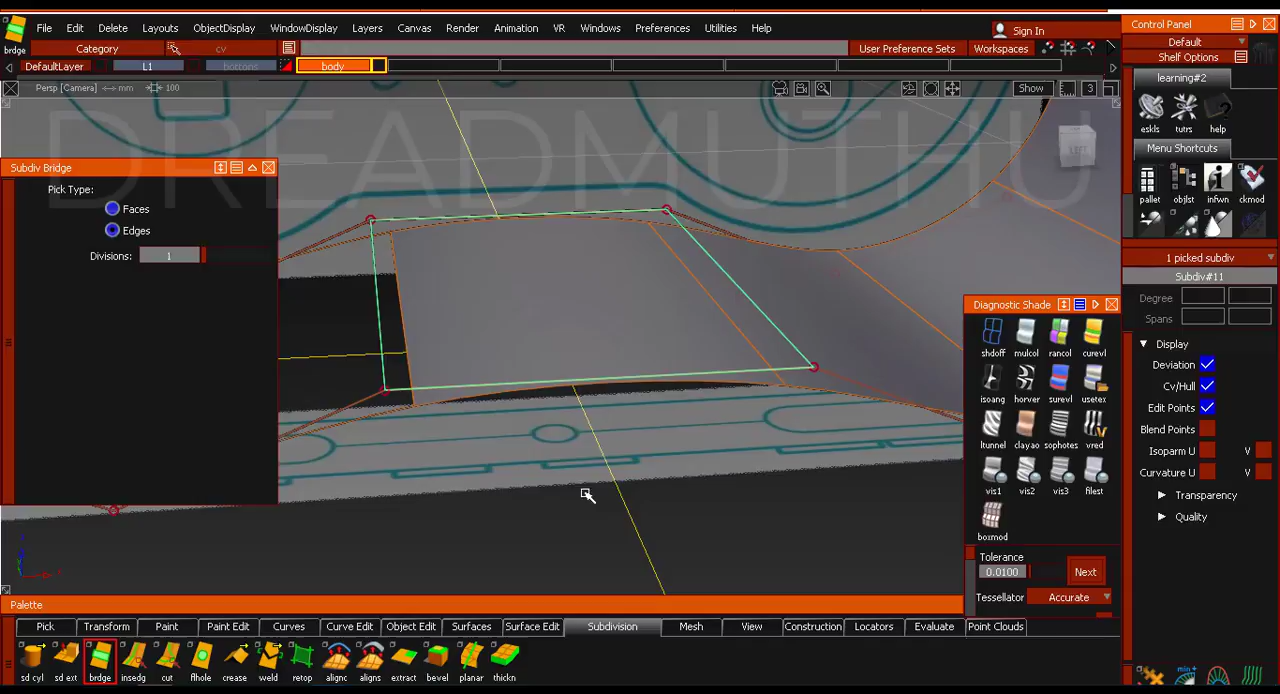 File Edit Delete Layouts ObjectDisplay WindowDisplay Layers Canvas Render Animation VR Windows Preferences Utilities Help
Sign In
brdge Category cv User Preference Sets Workspaces
DefaultLayer L1 bottons body
Persp [Camera] mm 100 Show 3
DREADMUTHU
LEFT
Subdiv Bridge
Pick Type:
Faces
Edges
Divisions: 1
Control Panel
Default
Shelf Options
learning#2
eskls tutrs help
Menu Shortcuts
pallet objlst infwn ckmod
1 picked subdiv
Subdiv#11
Degree
Spans
Display
Deviation
Cv/Hull
Edit Points
Blend Points
Isoparm U V
Curvature U V
Transparency
Quality
Diagnostic Shade
shdoff mulcol rancol curevl
isoang horver surevl usetex
ltunnel clayao sophotes vred
vis1 vis2 vis3 filest
boxmod
Tolerance
0.0100 Next
Tessellator Accurate
Palette
Pick Transform Paint Paint Edit Curves Curve Edit Object Edit Surfaces Surface Edit Subdivision Mesh View Construction Locators Evaluate Point Clouds
sd cyl sd ext brdge insedg cut flhole crease weld retop alignc aligns extract bevel planar thickn
min